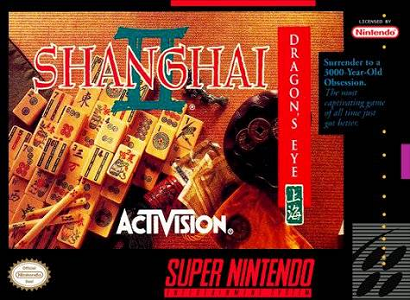 LICENSED BY
Nintendo
SHANGHAI
II
DRAGON'S EYE
上海
Surrender to a
3000-Year-Old
Obsession.
The most
captivating game
of all time just
got better.
ACTIVISION.
Official
Nintendo
Seal
SUPER NINTENDO
ENTERTAINMENT SYSTEM